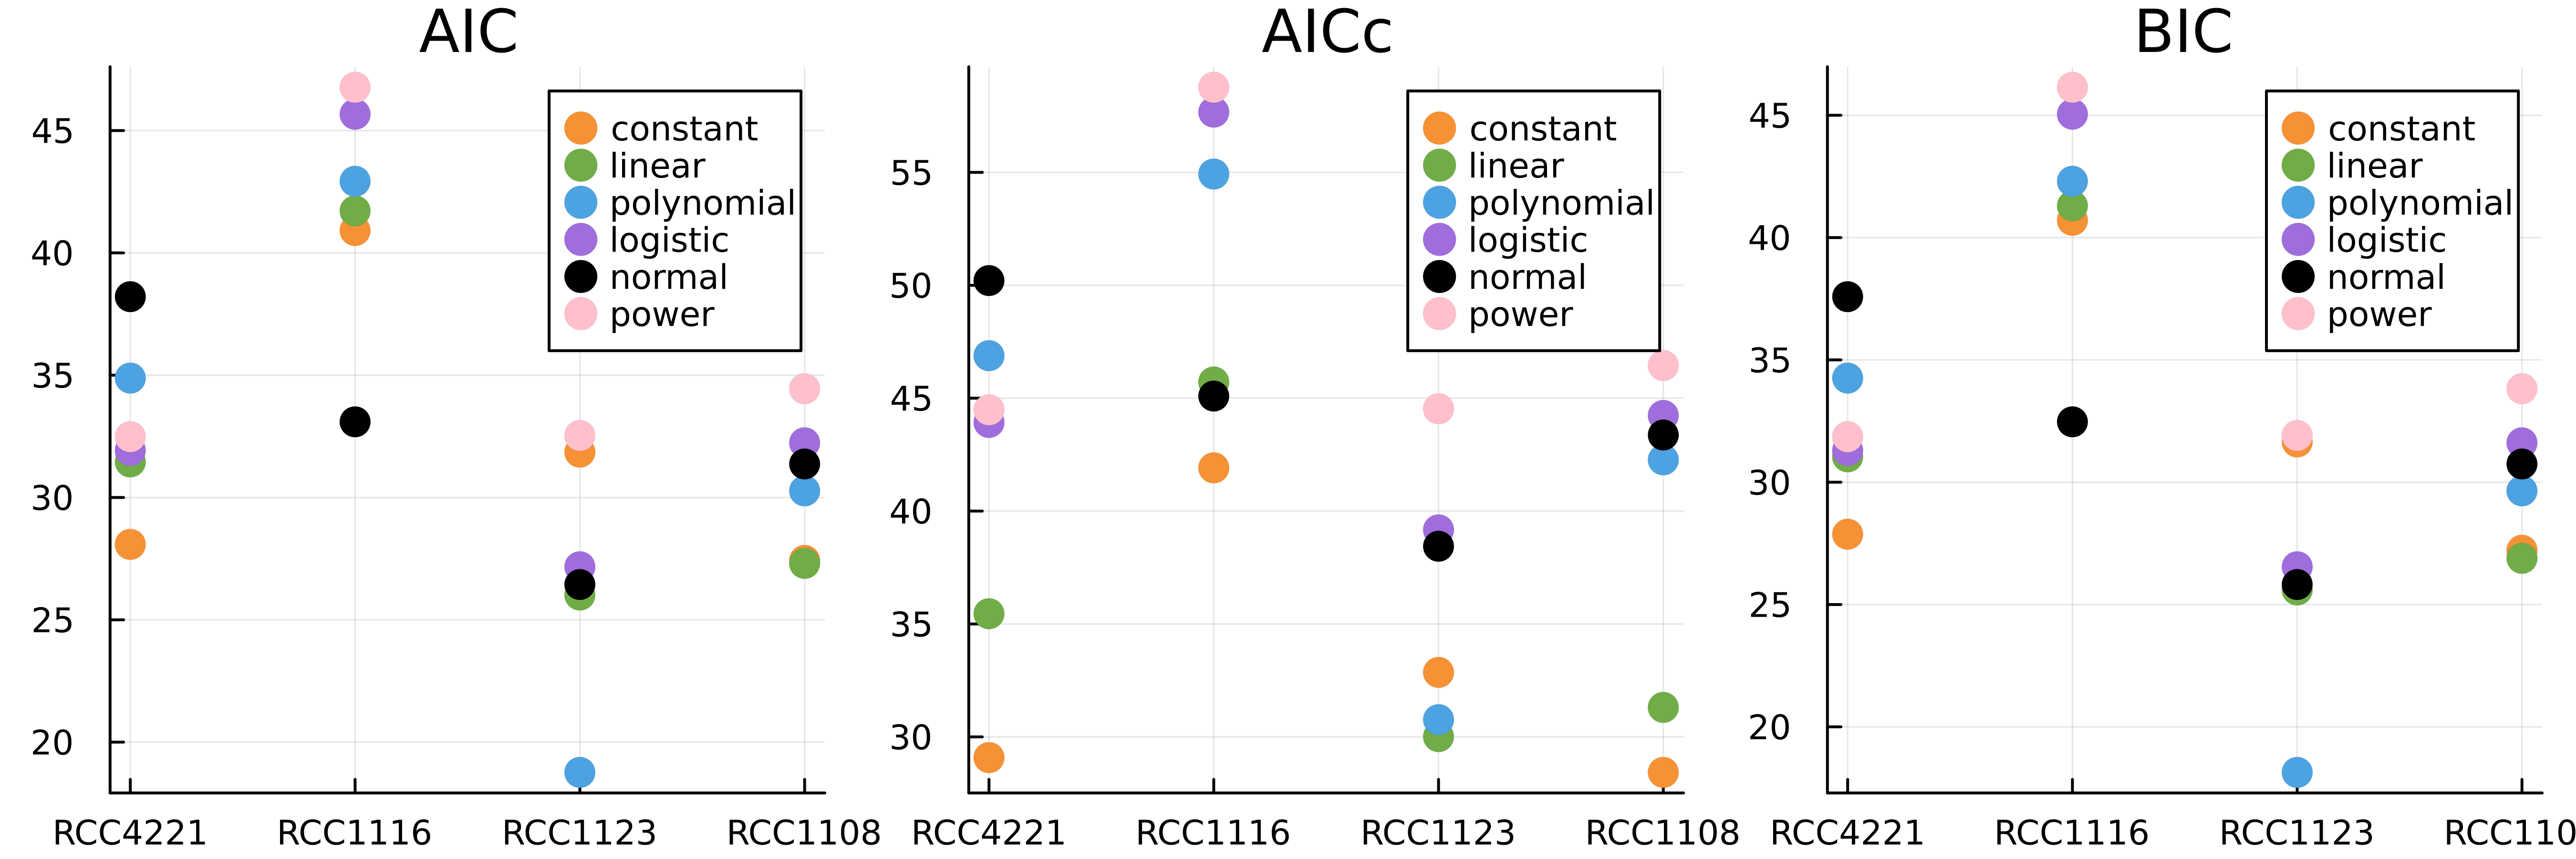 AIC
45
40
35
30
25
20
constant
linear
polynomial
logistic
normal
power
RCC4221 RCC1116 RCC1123 RCC1108
AICc
55
50
45
40
35
30
constant
linear
polynomial
logistic
normal
power
RCC4221 RCC1116 RCC1123 RCC1108
BIC
45
40
35
30
25
20
constant
linear
polynomial
logistic
normal
power
RCC4221 RCC1116 RCC1123 RCC110